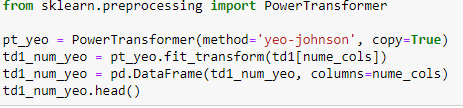 from sklearn.preprocessing import PowerTransformer
pt_yeo = PowerTransformer(method='yeo-johnson', copy=True)
td1_num_yeo = pt_yeo.fit_transform(td1[nume_cols])
td1_num_yeo = pd.DataFrame(td1_num_yeo, columns=nume_cols)
td1_num_yeo.head()